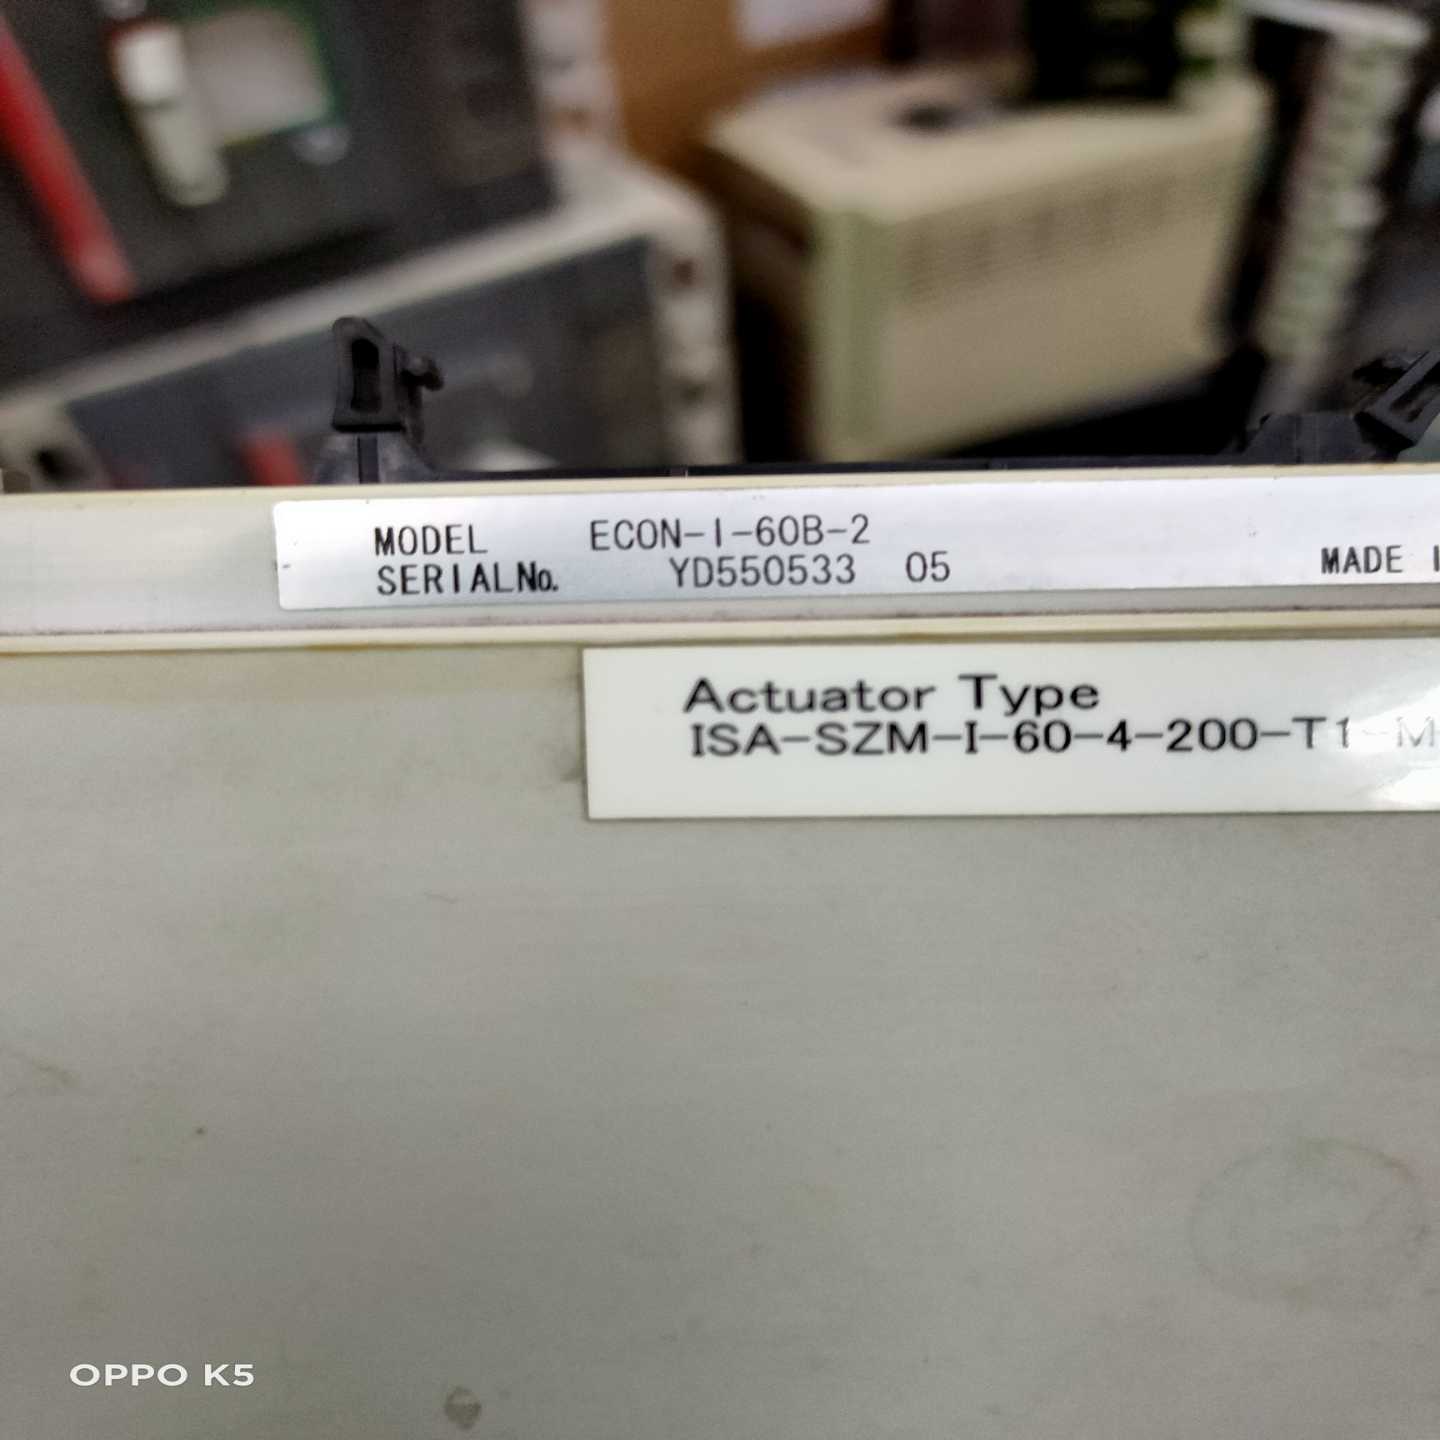 MODEL ECON-I-60B-2
SERIALNo. YD550533 05
MADE I
Actuator Type
ISA-SZM-I-60-4-200-T1-M-
OPPO K5